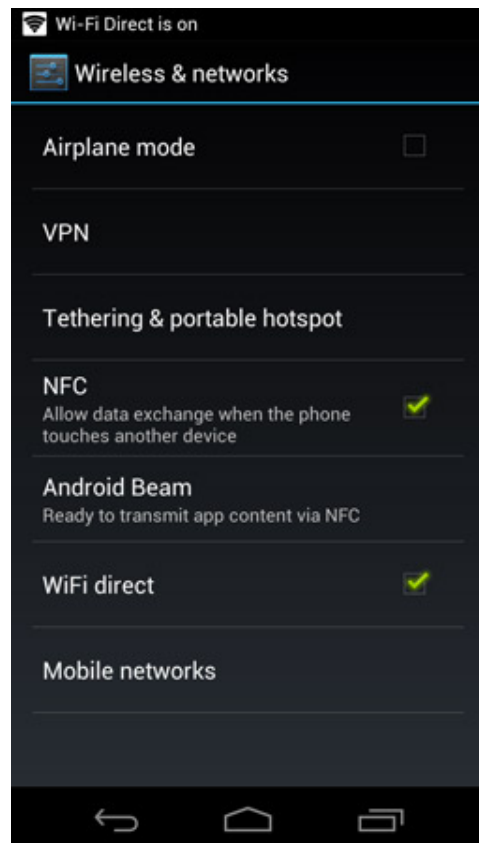 Wi-Fi Direct is on
Wireless & networks
Airplane mode
VPN
Tethering & portable hotspot
NFC
Allow data exchange when the phone
touches another device
Android Beam
Ready to transmit app content via NFC
WiFi direct
Mobile networks